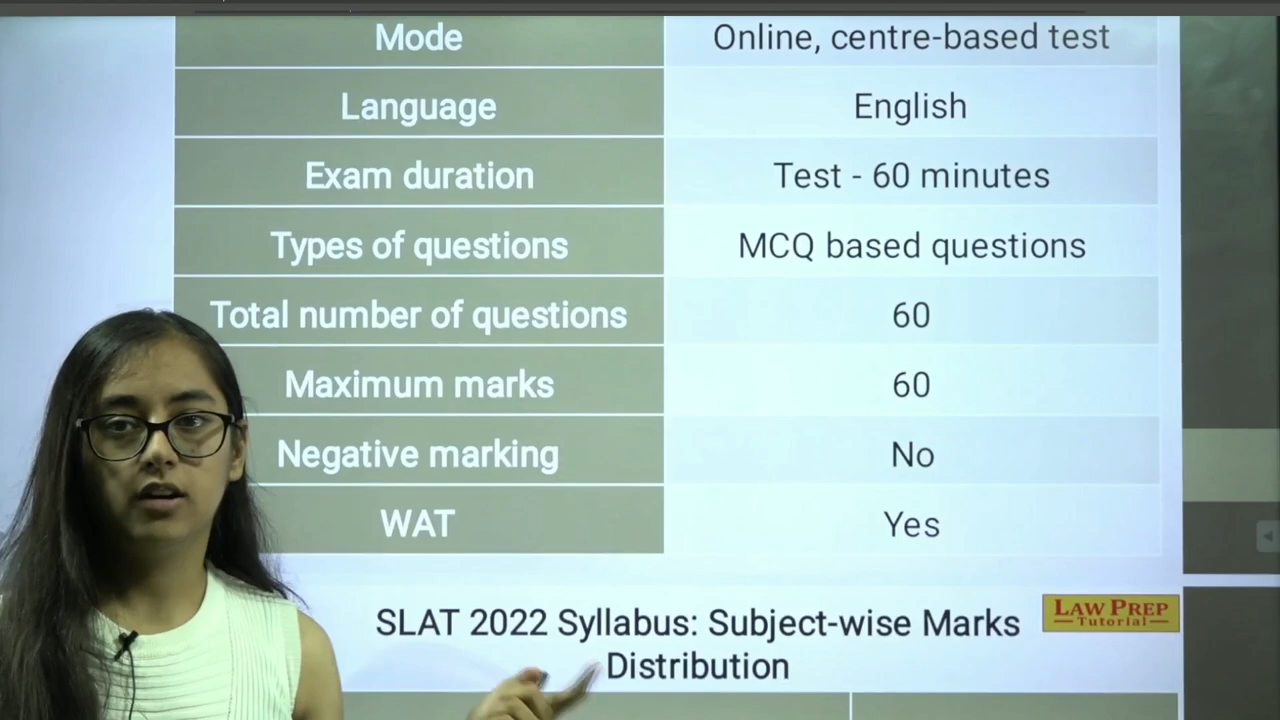 Mode Online, centre-based test
Language English
Exam duration Test - 60 minutes
Types of questions MCQ based questions
Total number of questions 60
Maximum marks 60
Negative marking No
WAT Yes
SLAT 2022 Syllabus: Subject-wise Marks
Distribution
LAW PREP
Tutorial